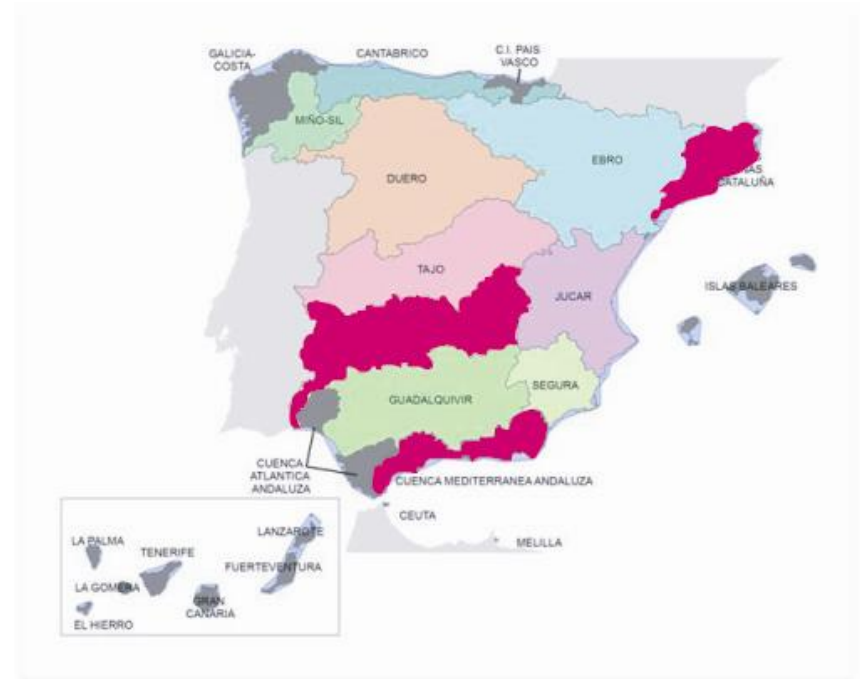 GALICIA-
COSTA
CANTABRICO
C.I. PAIS
VASCO
MIÑO-SIL
EBRO
DUERO
CATALUÑA
TAJO
ISLAS BALEARES
JUCAR
SEGURA
GUADALQUIVIR
CUENCA
ATLANTICA
ANDALUZA
CUENCA MEDITERRANEA ANDALUZA
CEUTA
MELILLA
LANZAROTE
LA PALMA
TENERIFE
FUERTEVENTURA
LA GOMERA
GRAN
CANARIA
EL HIERRO